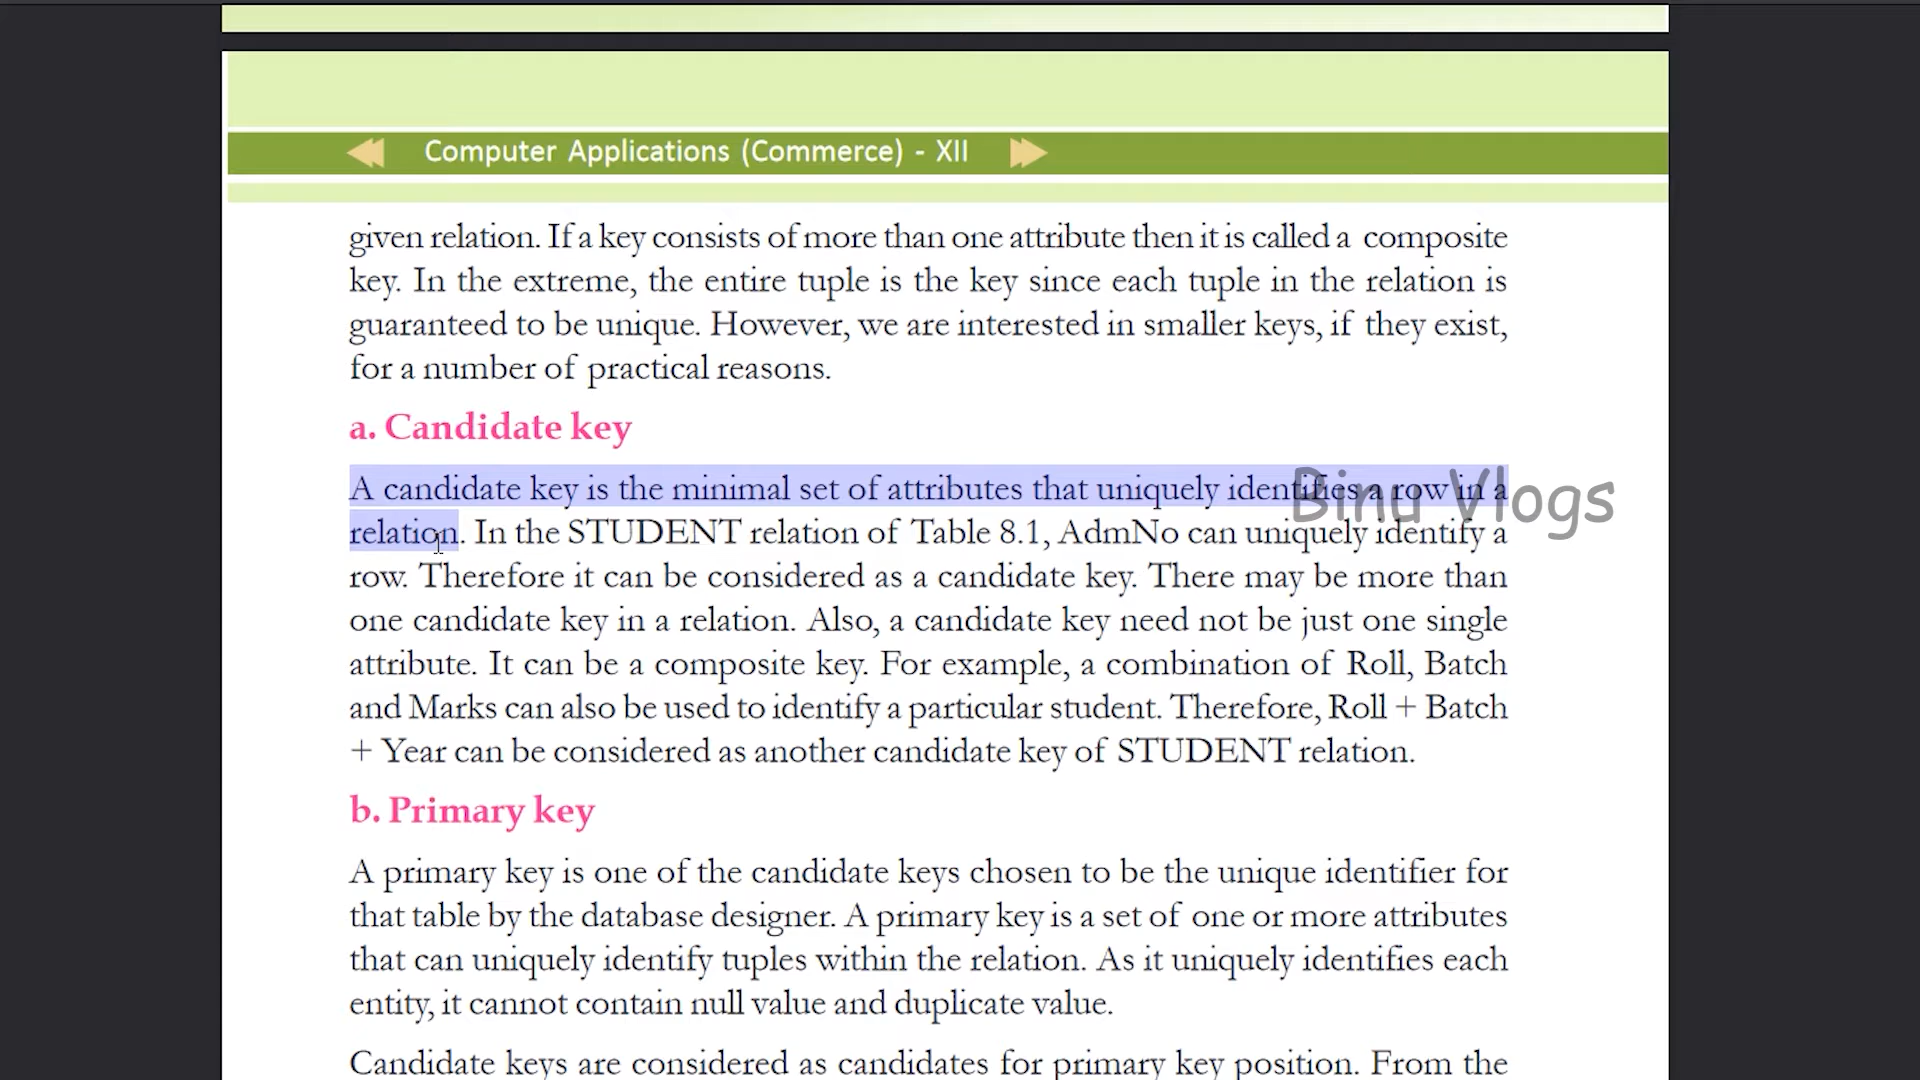 Computer Applications (Commerce) - XII
given relation. If a key consists of more than one attribute then it is called a composite
key. In the extreme, the entire tuple is the key since each tuple in the relation is
guaranteed to be unique. However, we are interested in smaller keys, if they exist,
for a number of practical reasons.
a. Candidate key
A candidate key is the minimal set of attributes that uniquely identifies a row in a
Binu Vlogs
relation. In the STUDENT relation of Table 8.1, AdmNo can uniquely identify a
row. Therefore it can be considered as a candidate key. There may be more than
one candidate key in a relation. Also, a candidate key need not be just one single
attribute. It can be a composite key. For example, a combination of Roll, Batch
and Marks can also be used to identify a particular student. Therefore, Roll + Batch
+ Year can be considered as another candidate key of STUDENT relation.
b. Primary key
A primary key is one of the candidate keys chosen to be the unique identifier for
that table by the database designer. A primary key is a set of one or more attributes
that can uniquely identify tuples within the relation. As it uniquely identifies each
entity, it cannot contain null value and duplicate value.
Candidate keys are considered as candidates for primary key position. From the